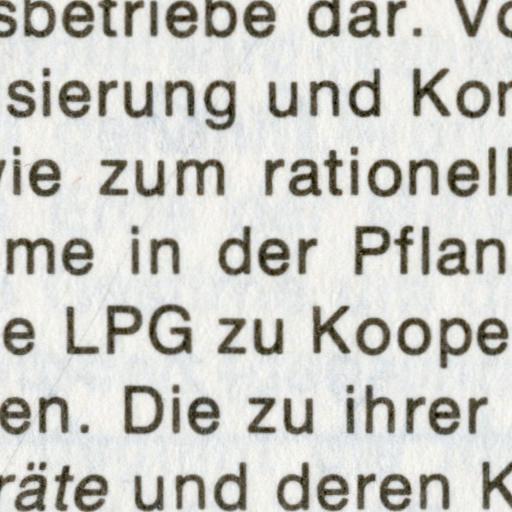 sbetriebe dar. Vo
sierung und Kon
wie zum rationell
me in der Pflan
e LPG zu Koope
en. Die zu ihrer
räte und deren K